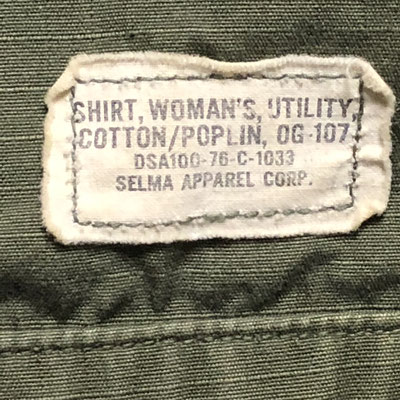 SHIRT, WOMAN'S, UTILITY,
COTTON/POPLIN, OG-107
DSA100-76-C-1033
SELMA APPAREL CORP.